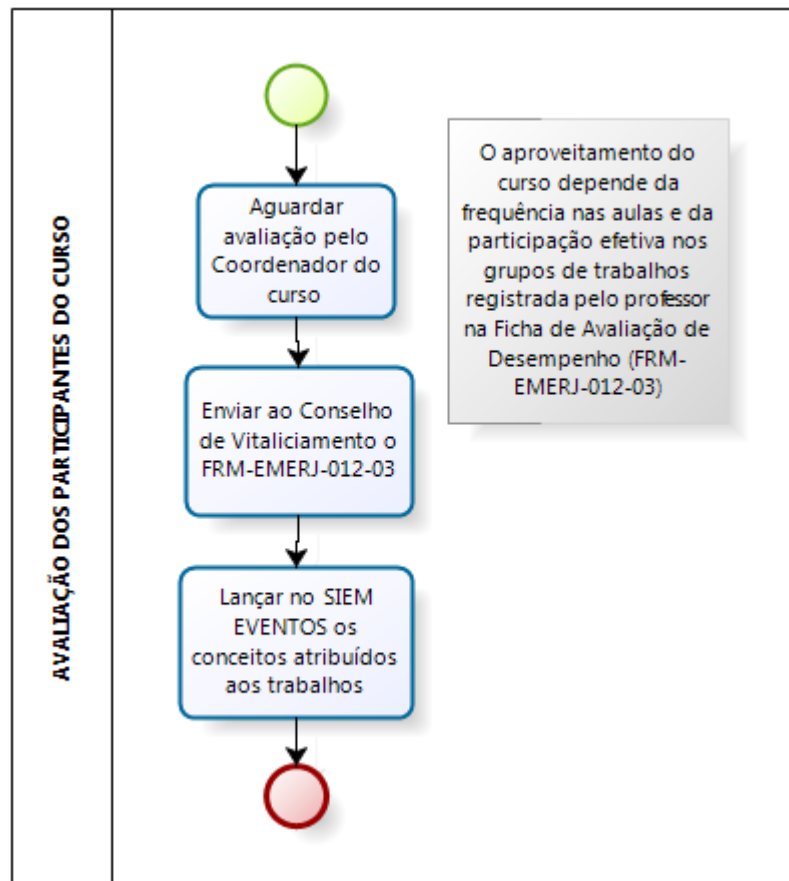 AVALIAÇÃO DOS PARTICIPANTES DO CURSO
Aguardar
avaliação pelo
Coordenador do
curso
Enviar ao Conselho
de Vitaliciamento o
FRM-EMERJ-012-03
Lançar no SIEM
EVENTOS os
conceitos atribuídos
aos trabalhos
O aproveitamento do
curso depende da
frequência nas aulas e da
participação efetiva nos
grupos de trabalhos
registrada pelo professor
na Ficha de Avaliação de
Desempenho (FRM-
EMERJ-012-03)